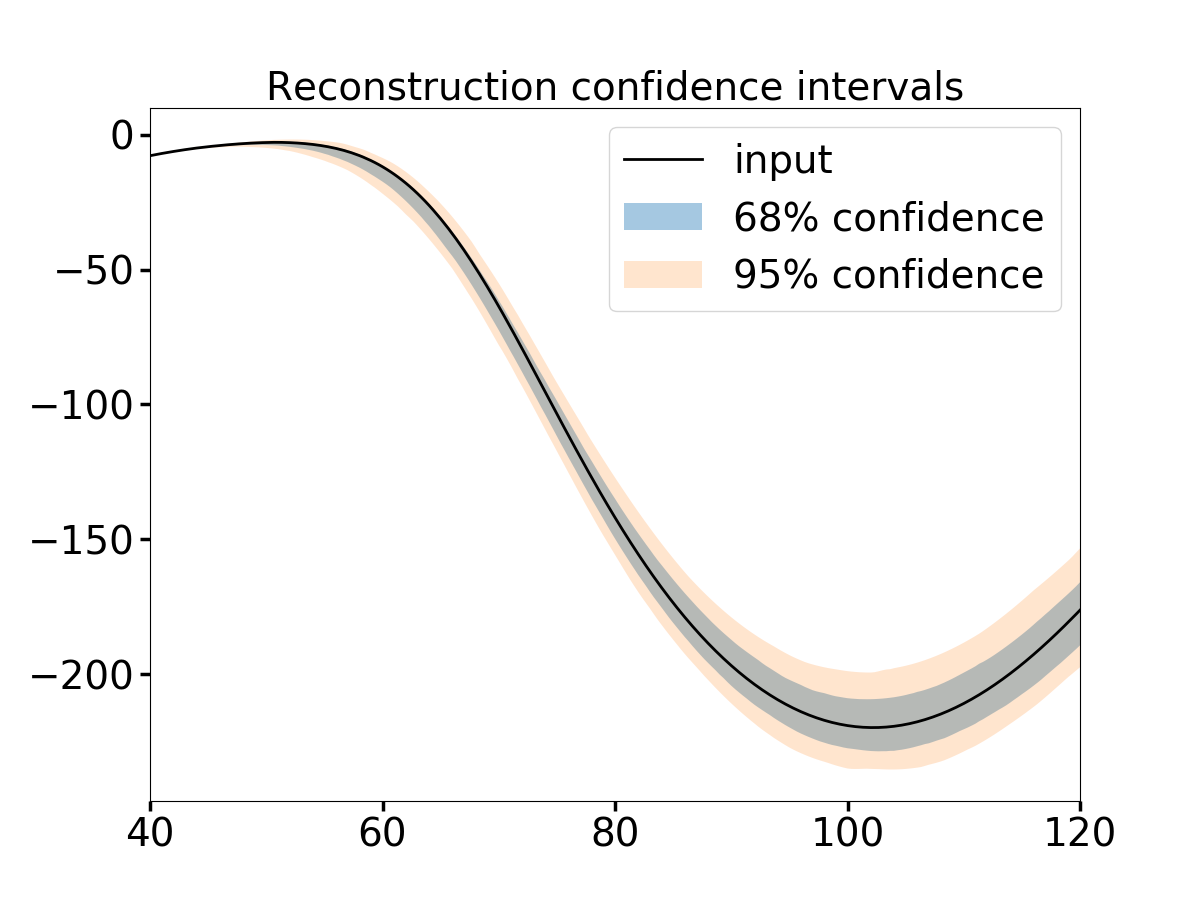 Reconstruction confidence intervals
0
−50
−100
−150
−200
input
68% confidence
95% confidence
40 60 80 100 120